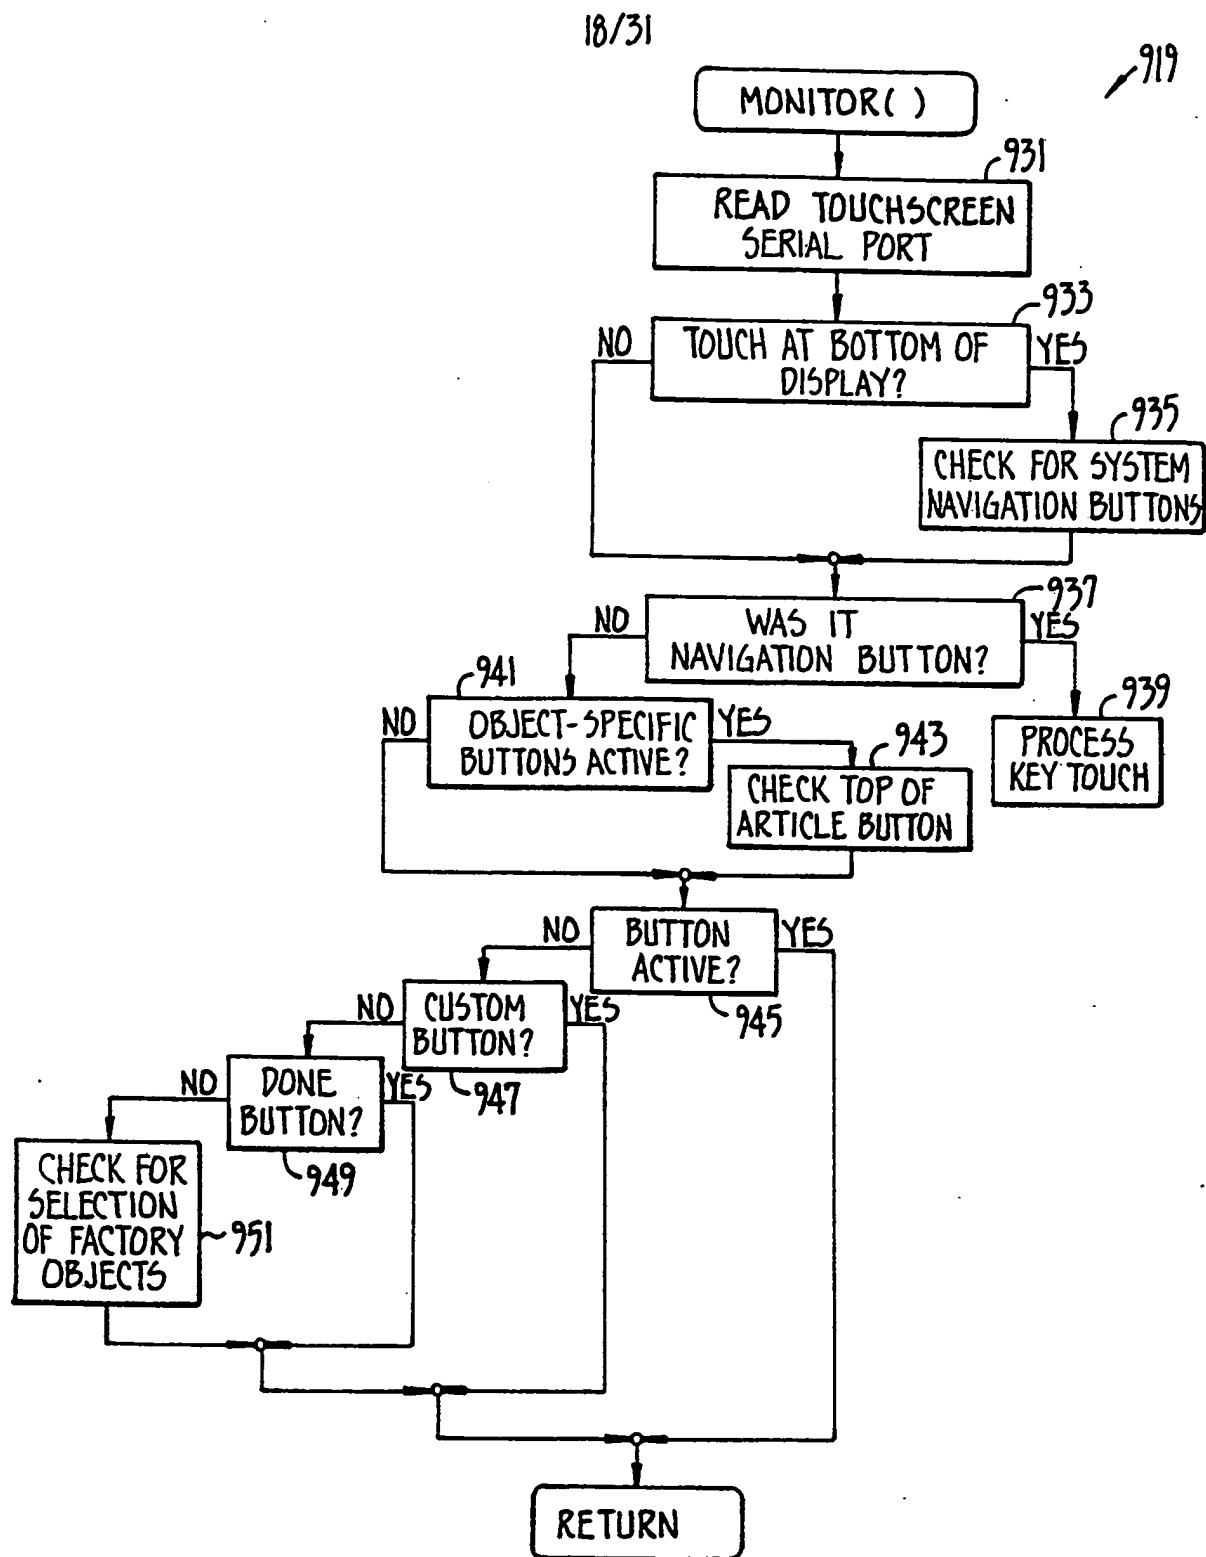 18/31
919
MONITOR( )
931
READ TOUCHSCREEN
SERIAL PORT
933
NO
TOUCH AT BOTTOM OF
DISPLAY?
YES
935
CHECK FOR SYSTEM
NAVIGATION BUTTONS
937
NO
WAS IT
NAVIGATION BUTTON?
YES
941
939
NO
OBJECT-SPECIFIC
BUTTONS ACTIVE?
YES
943
PROCESS
KEY TOUCH
CHECK TOP OF
ARTICLE BUTTON
NO
BUTTON
ACTIVE?
YES
945
NO
CUSTOM
BUTTON?
YES
947
NO
DONE
BUTTON?
YES
949
CHECK FOR
SELECTION
OF FACTORY
OBJECTS
951
RETURN